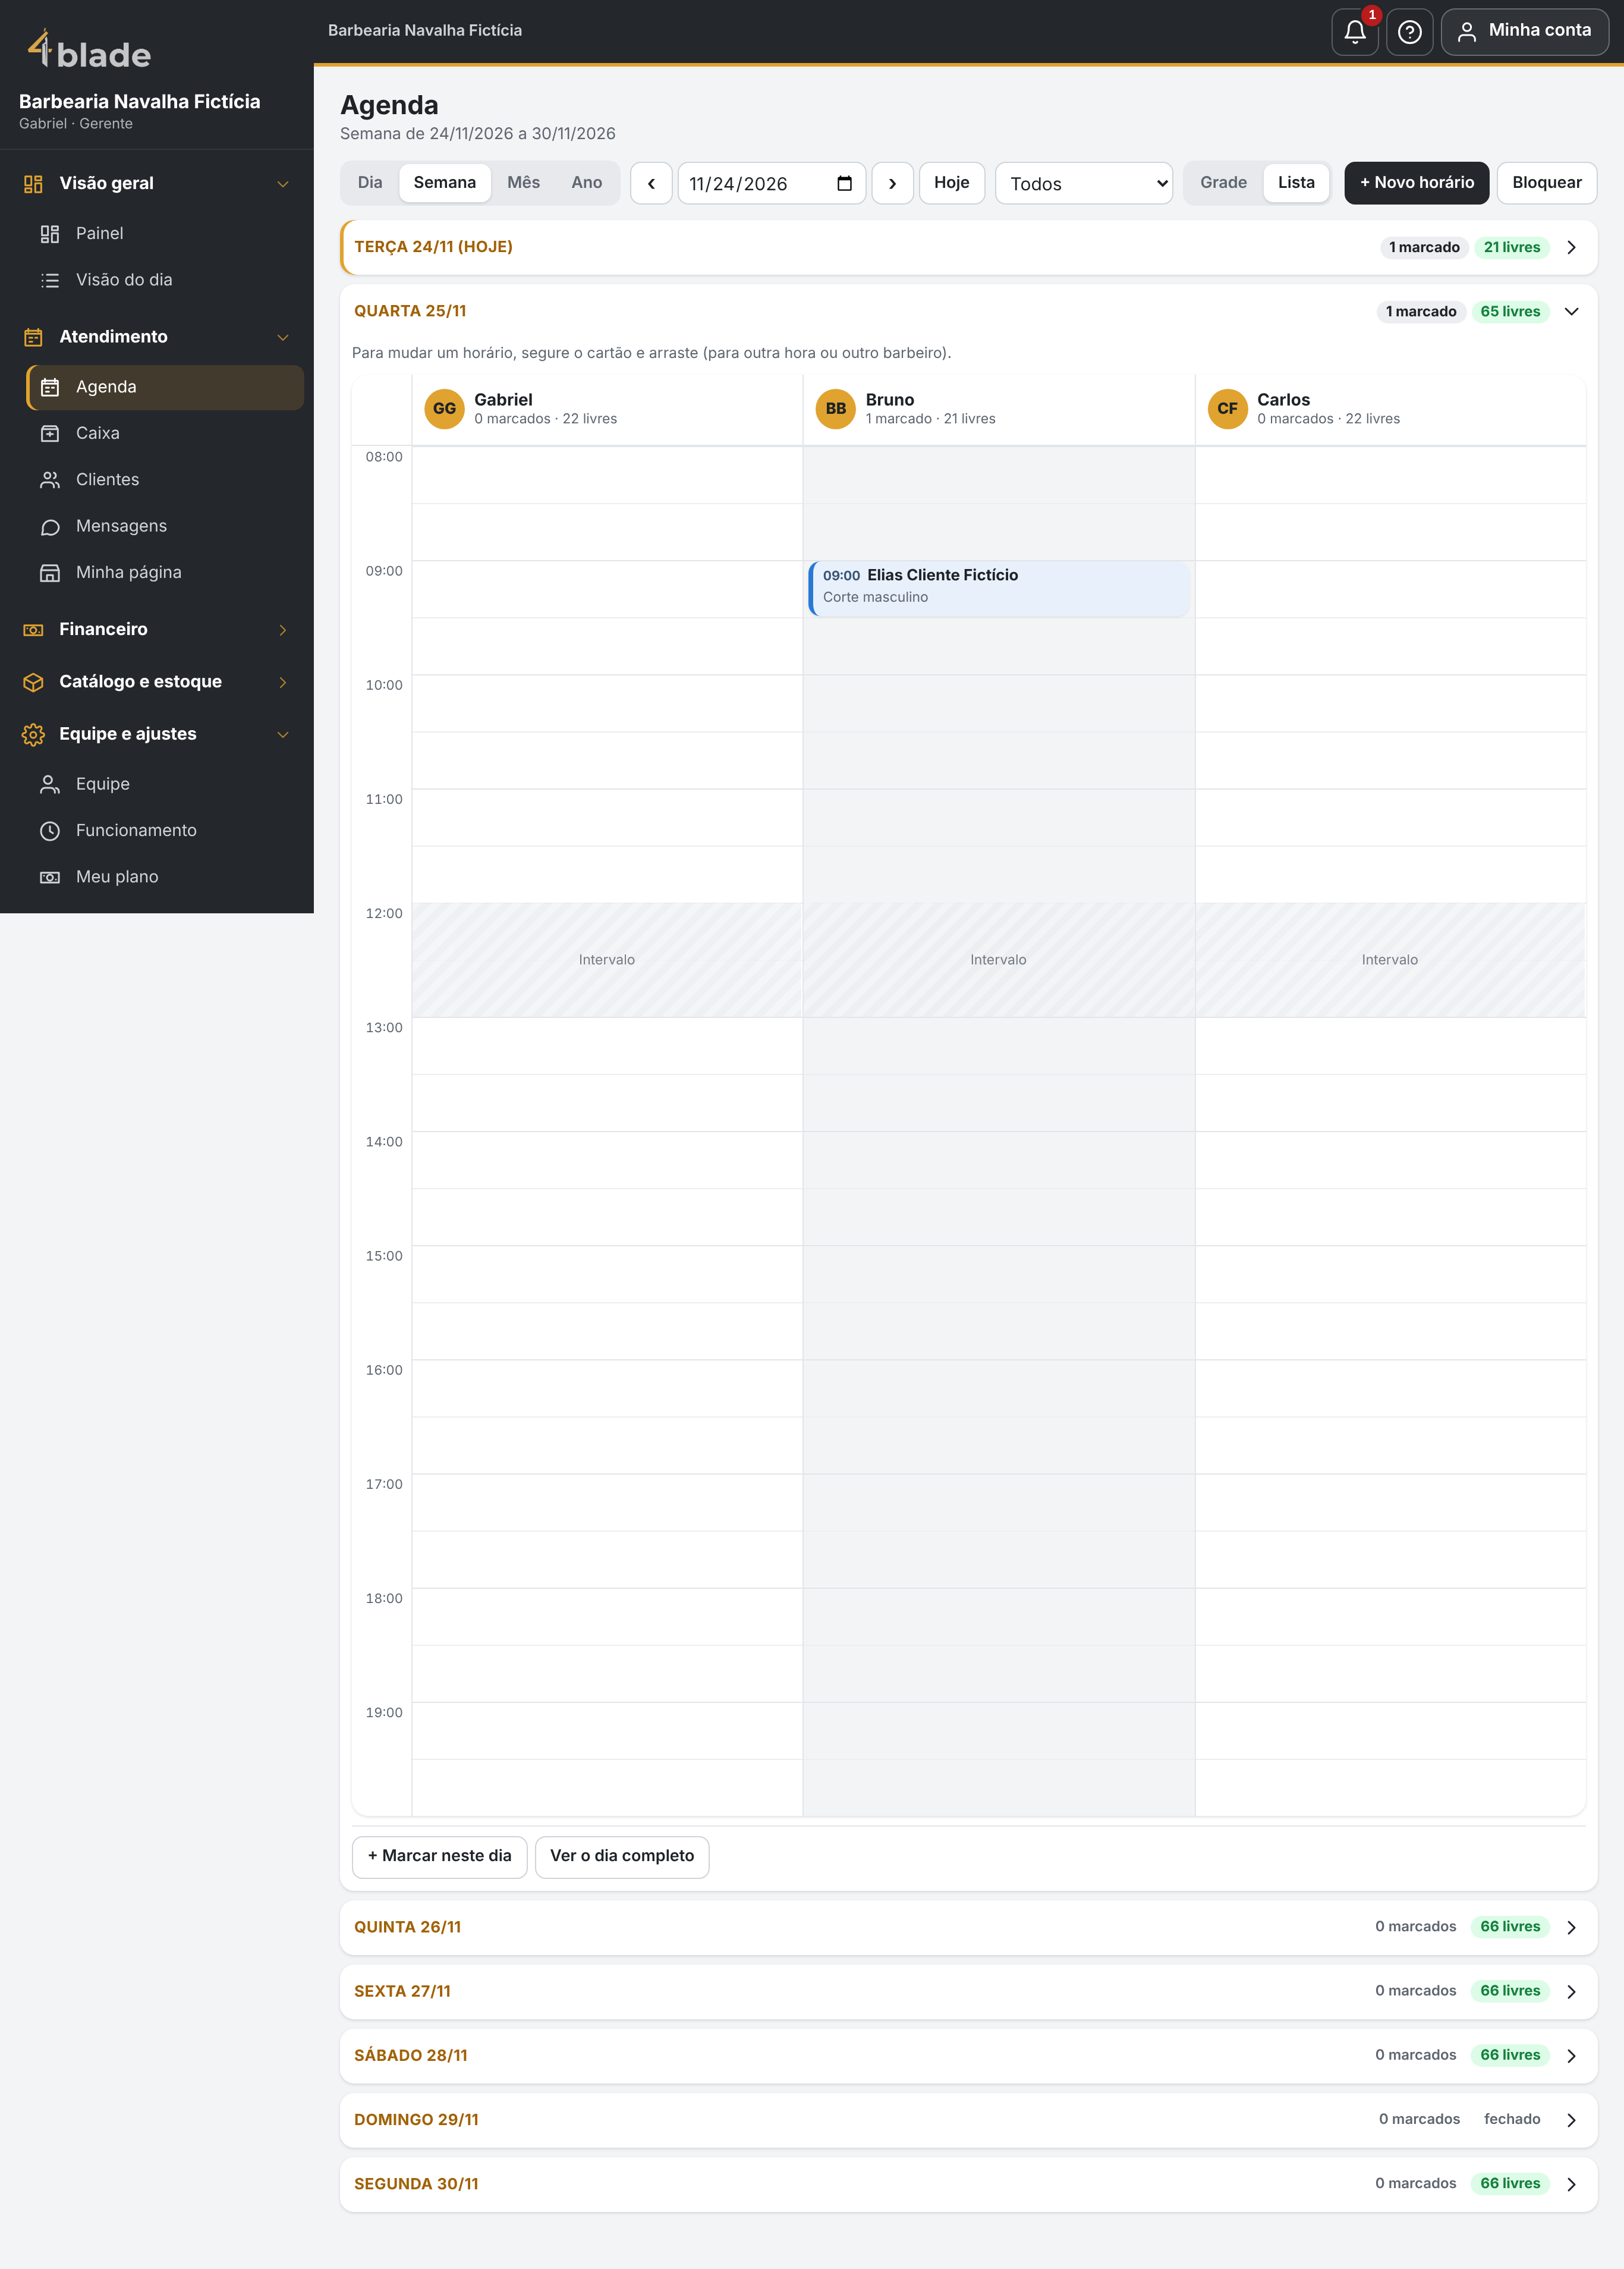 4blade
Barbearia Navalha Fictícia
Gabriel · Gerente
Visão geral
Painel
Visão do dia
Atendimento
Agenda
Caixa
Clientes
Mensagens
Minha página
Financeiro
Catálogo e estoque
Equipe e ajustes
Equipe
Funcionamento
Meu plano
Barbearia Navalha Fictícia
1
Minha conta
Agenda
Semana de 24/11/2026 a 30/11/2026
Dia Semana Mês Ano ‹ 11/24/2026 › Hoje Todos Grade Lista + Novo horário Bloquear
TERÇA 24/11 (HOJE) 1 marcado 21 livres
QUARTA 25/11 1 marcado 65 livres
Para mudar um horário, segure o cartão e arraste (para outra hora ou outro barbeiro).
GG Gabriel
0 marcados · 22 livres
BB Bruno
1 marcado · 21 livres
CF Carlos
0 marcados · 22 livres
08:00
09:00
09:00 Elias Cliente Fictício
Corte masculino
10:00
11:00
12:00
Intervalo Intervalo Intervalo
13:00
14:00
15:00
16:00
17:00
18:00
19:00
+ Marcar neste dia Ver o dia completo
QUINTA 26/11 0 marcados 66 livres
SEXTA 27/11 0 marcados 66 livres
SÁBADO 28/11 0 marcados 66 livres
DOMINGO 29/11 0 marcados fechado
SEGUNDA 30/11 0 marcados 66 livres